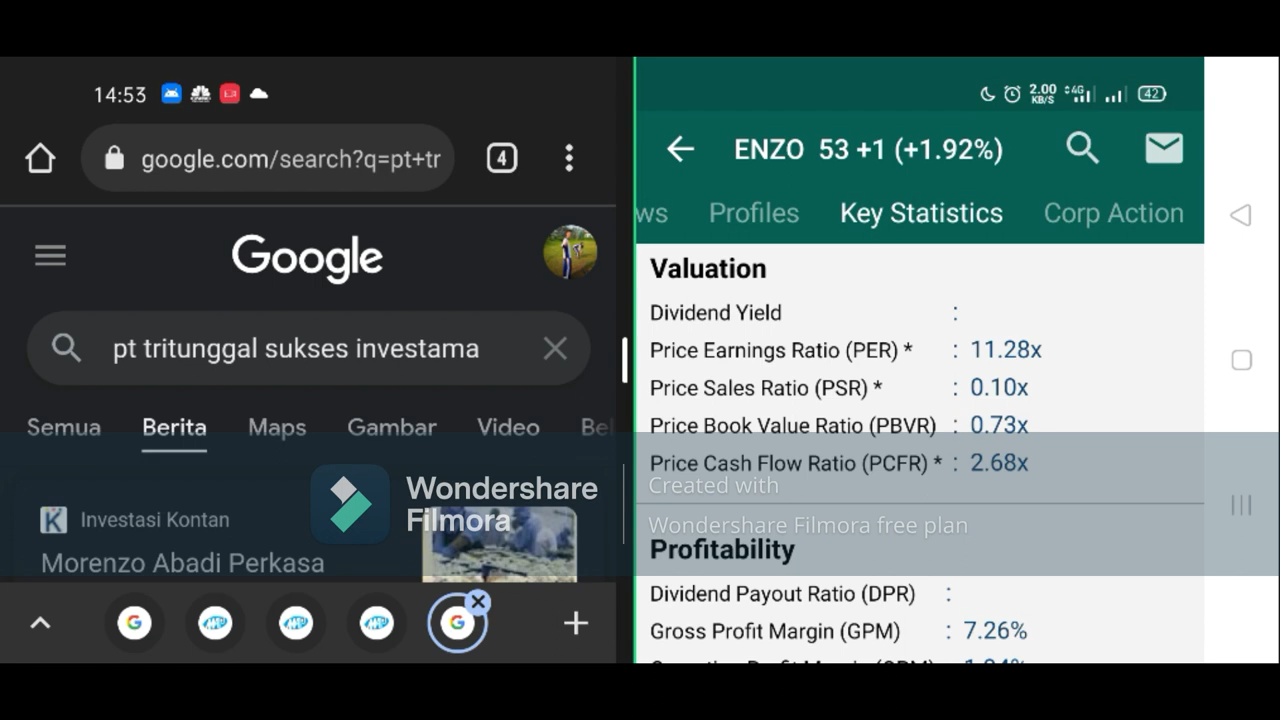 14:53
google.com/search?q=pt+tr
4
Google
pt tritunggal sukses investama
Semua Berita Maps Gambar Video Bel
Investasi Kontan
Morenzo Abadi Perkasa
2.00 KB/S 4G 42
ENZO 53 +1 (+1.92%)
ws Profiles Key Statistics Corp Action
Valuation
Dividend Yield :
Price Earnings Ratio (PER) * : 11.28x
Price Sales Ratio (PSR) * : 0.10x
Price Book Value Ratio (PBVR) : 0.73x
Price Cash Flow Ratio (PCFR) * : 2.68x
Profitability
Dividend Payout Ratio (DPR) :
Gross Profit Margin (GPM) : 7.26%
Wondershare
Filmora
Created with
Wondershare Filmora free plan